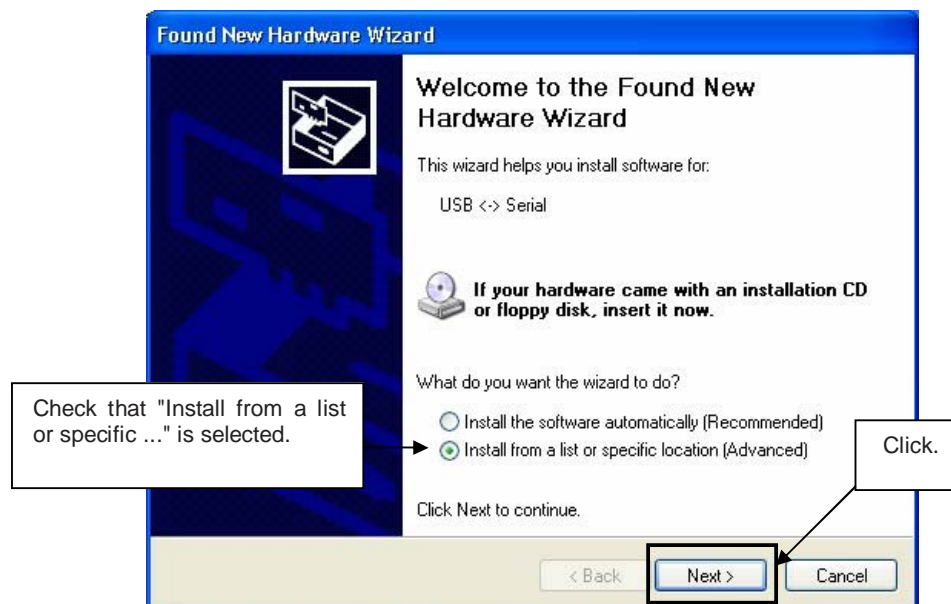 Found New Hardware Wizard
Welcome to the Found New
Hardware Wizard
This wizard helps you install software for:
USB <-> Serial
If your hardware came with an installation CD
or floppy disk, insert it now.
What do you want the wizard to do?
Check that "Install from a list
or specific ..." is selected.
Install the software automatically (Recommended)
Install from a list or specific location (Advanced)
Click.
Click Next to continue.
< Back
Next >
Cancel